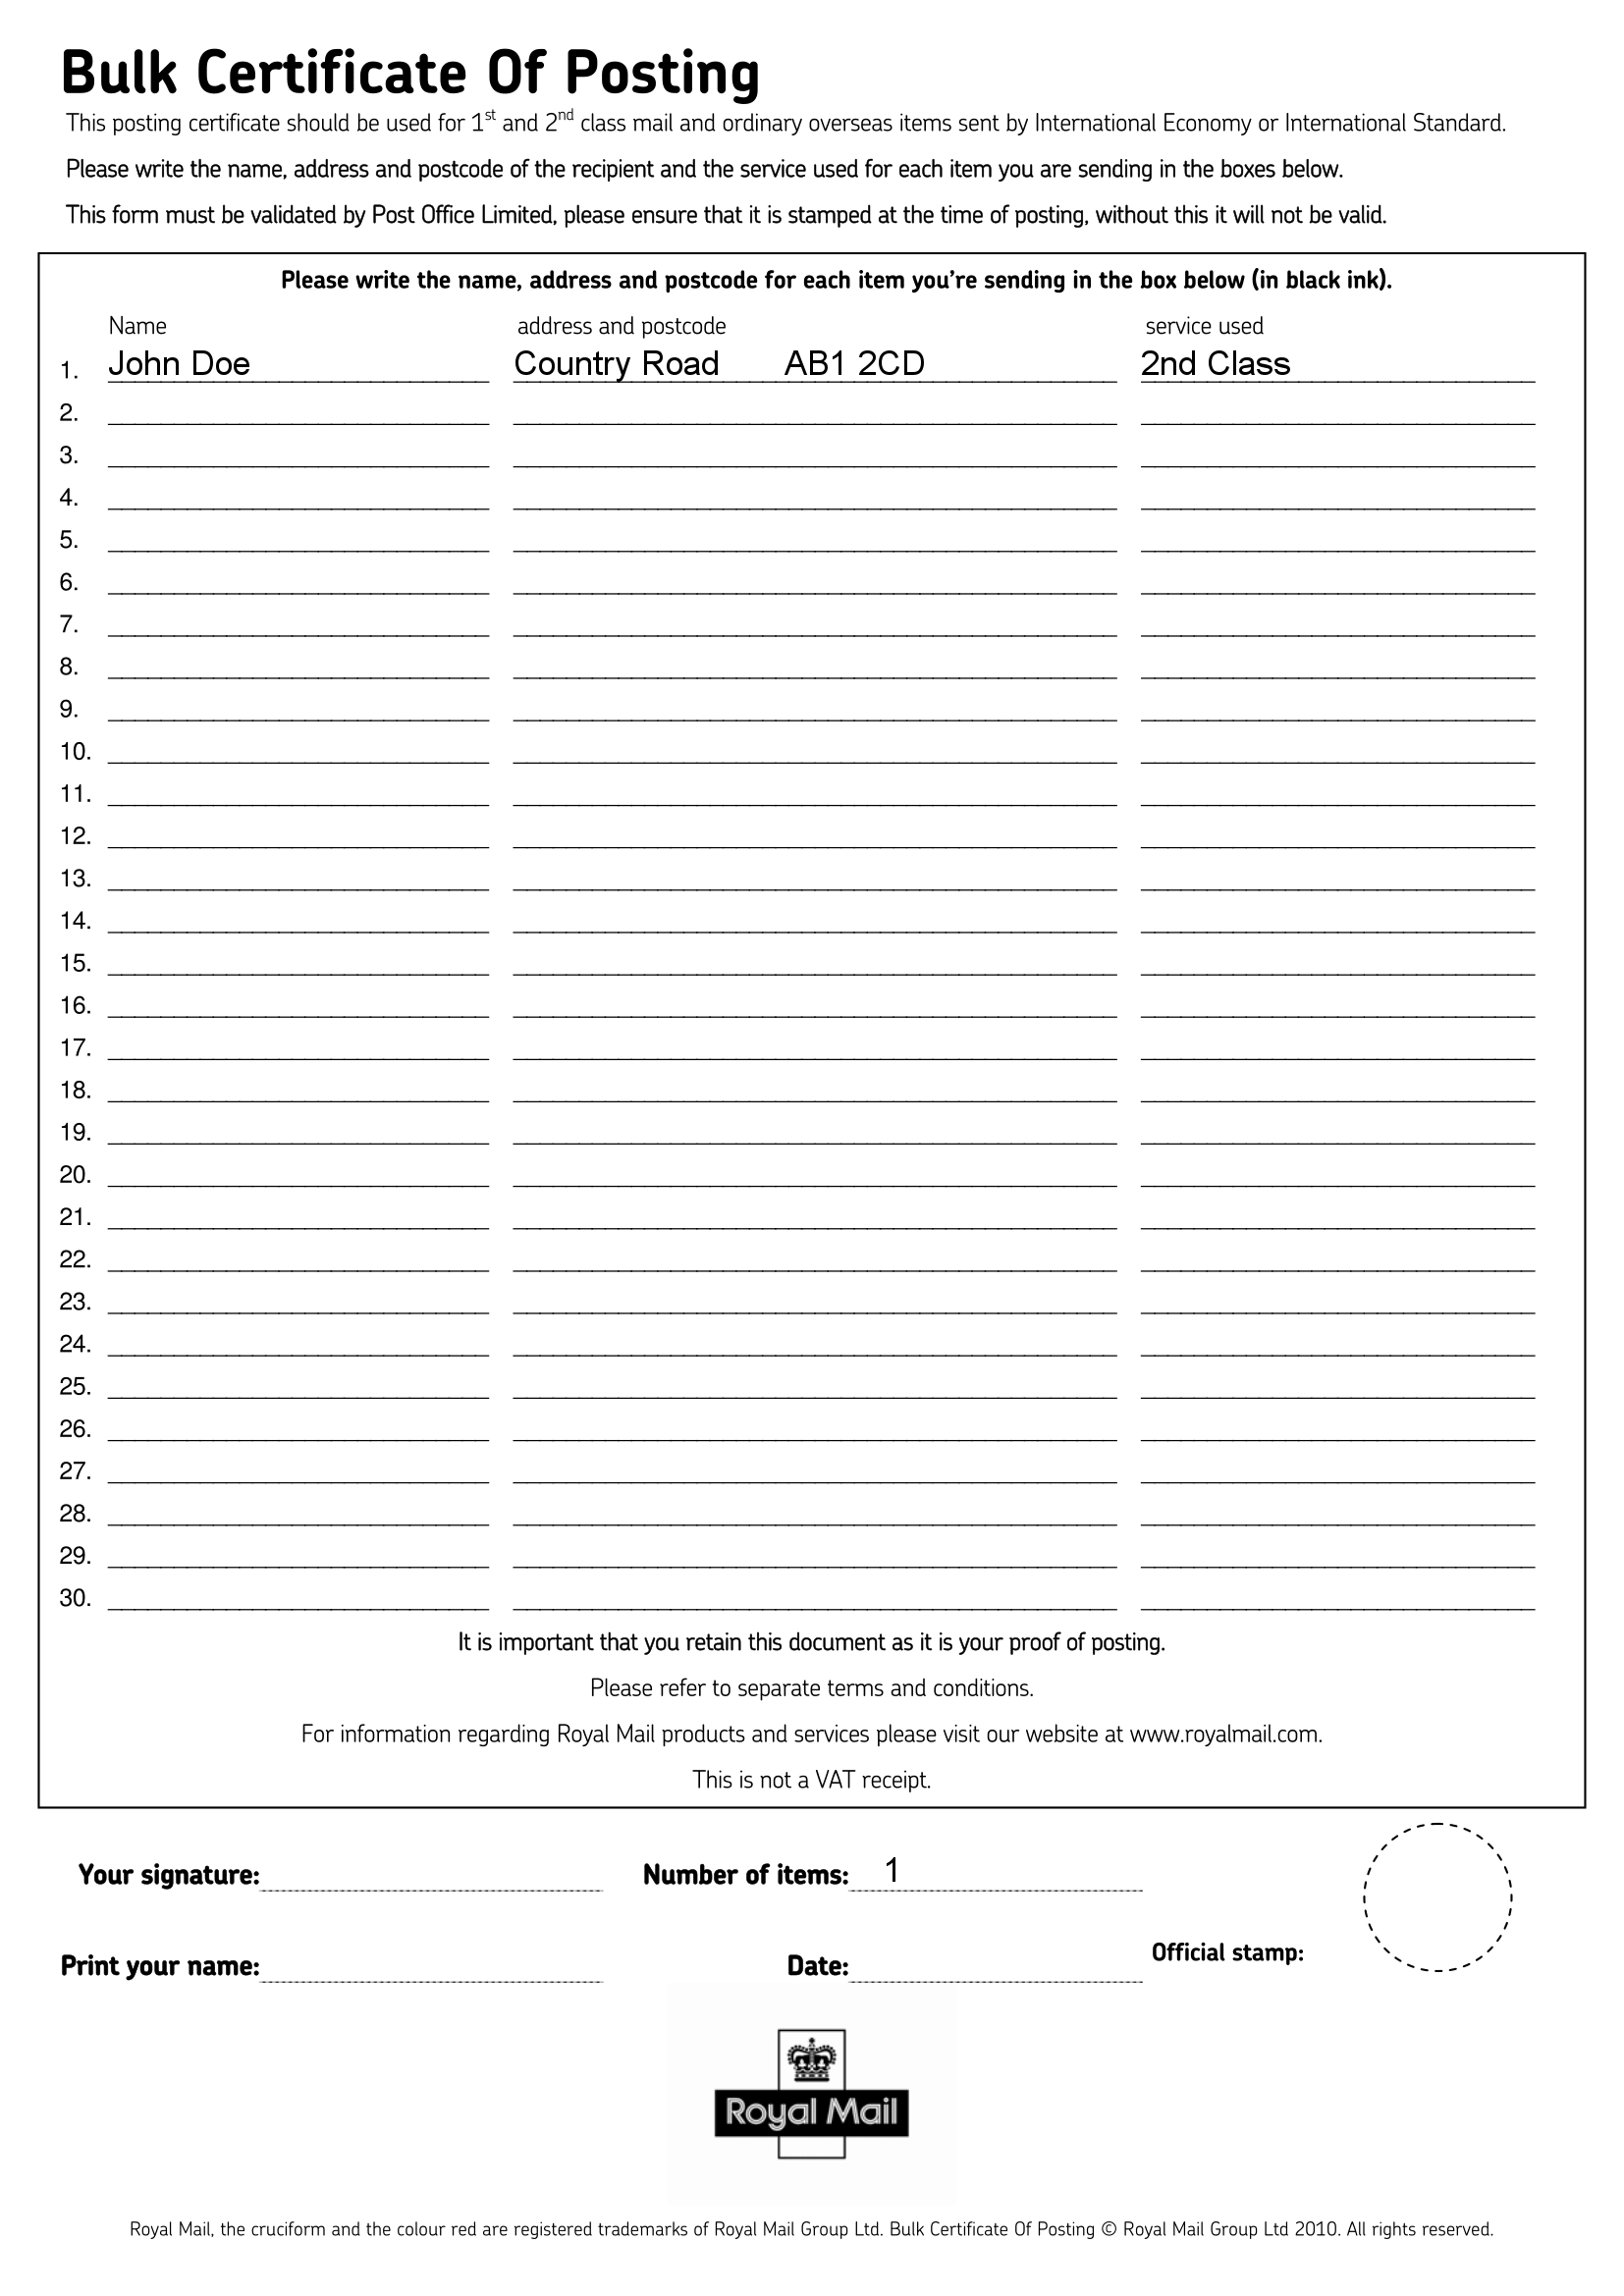 Bulk Certificate Of Posting
This posting certificate should be used for 1st and 2nd class mail and ordinary overseas items sent by International Economy or International Standard.
Please write the name, address and postcode of the recipient and the service used for each item you are sending in the boxes below.
This form must be validated by Post Office Limited, please ensure that it is stamped at the time of posting, without this it will not be valid.
Please write the name, address and postcode for each item you're sending in the box below (in black ink).
Name address and postcode service used
1. John Doe Country Road AB1 2CD 2nd Class
2.
3.
4.
5.
6.
7.
8.
9.
10.
11.
12.
13.
14.
15.
16.
17.
18.
19.
20.
21.
22.
23.
24.
25.
26.
27.
28.
29.
30.
It is important that you retain this document as it is your proof of posting.
Please refer to separate terms and conditions.
For information regarding Royal Mail products and services please visit our website at www.royalmail.com.
This is not a VAT receipt.
Your signature: Number of items: 1
Official stamp:
Print your name: Date:
Royal Mail
Royal Mail, the cruciform and the colour red are registered trademarks of Royal Mail Group Ltd. Bulk Certificate Of Posting © Royal Mail Group Ltd 2010. All rights reserved.